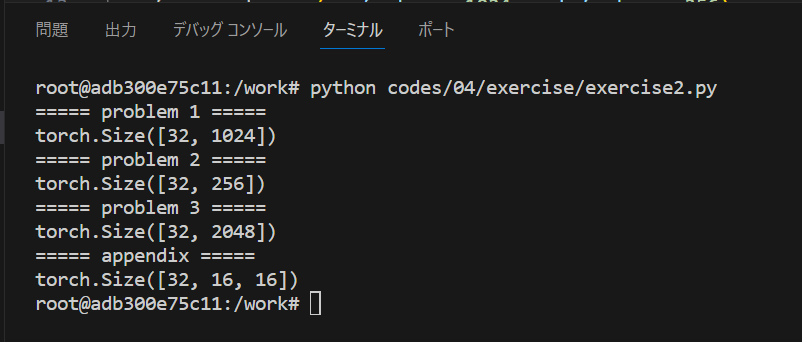 問題 出力 デバッグ コンソール ターミナル ポート
root@adb300e75c11:/work# python codes/04/exercise/exercise2.py
===== problem 1 =====
torch.Size([32, 1024])
===== problem 2 =====
torch.Size([32, 256])
===== problem 3 =====
torch.Size([32, 2048])
===== appendix =====
torch.Size([32, 16, 16])
root@adb300e75c11:/work#